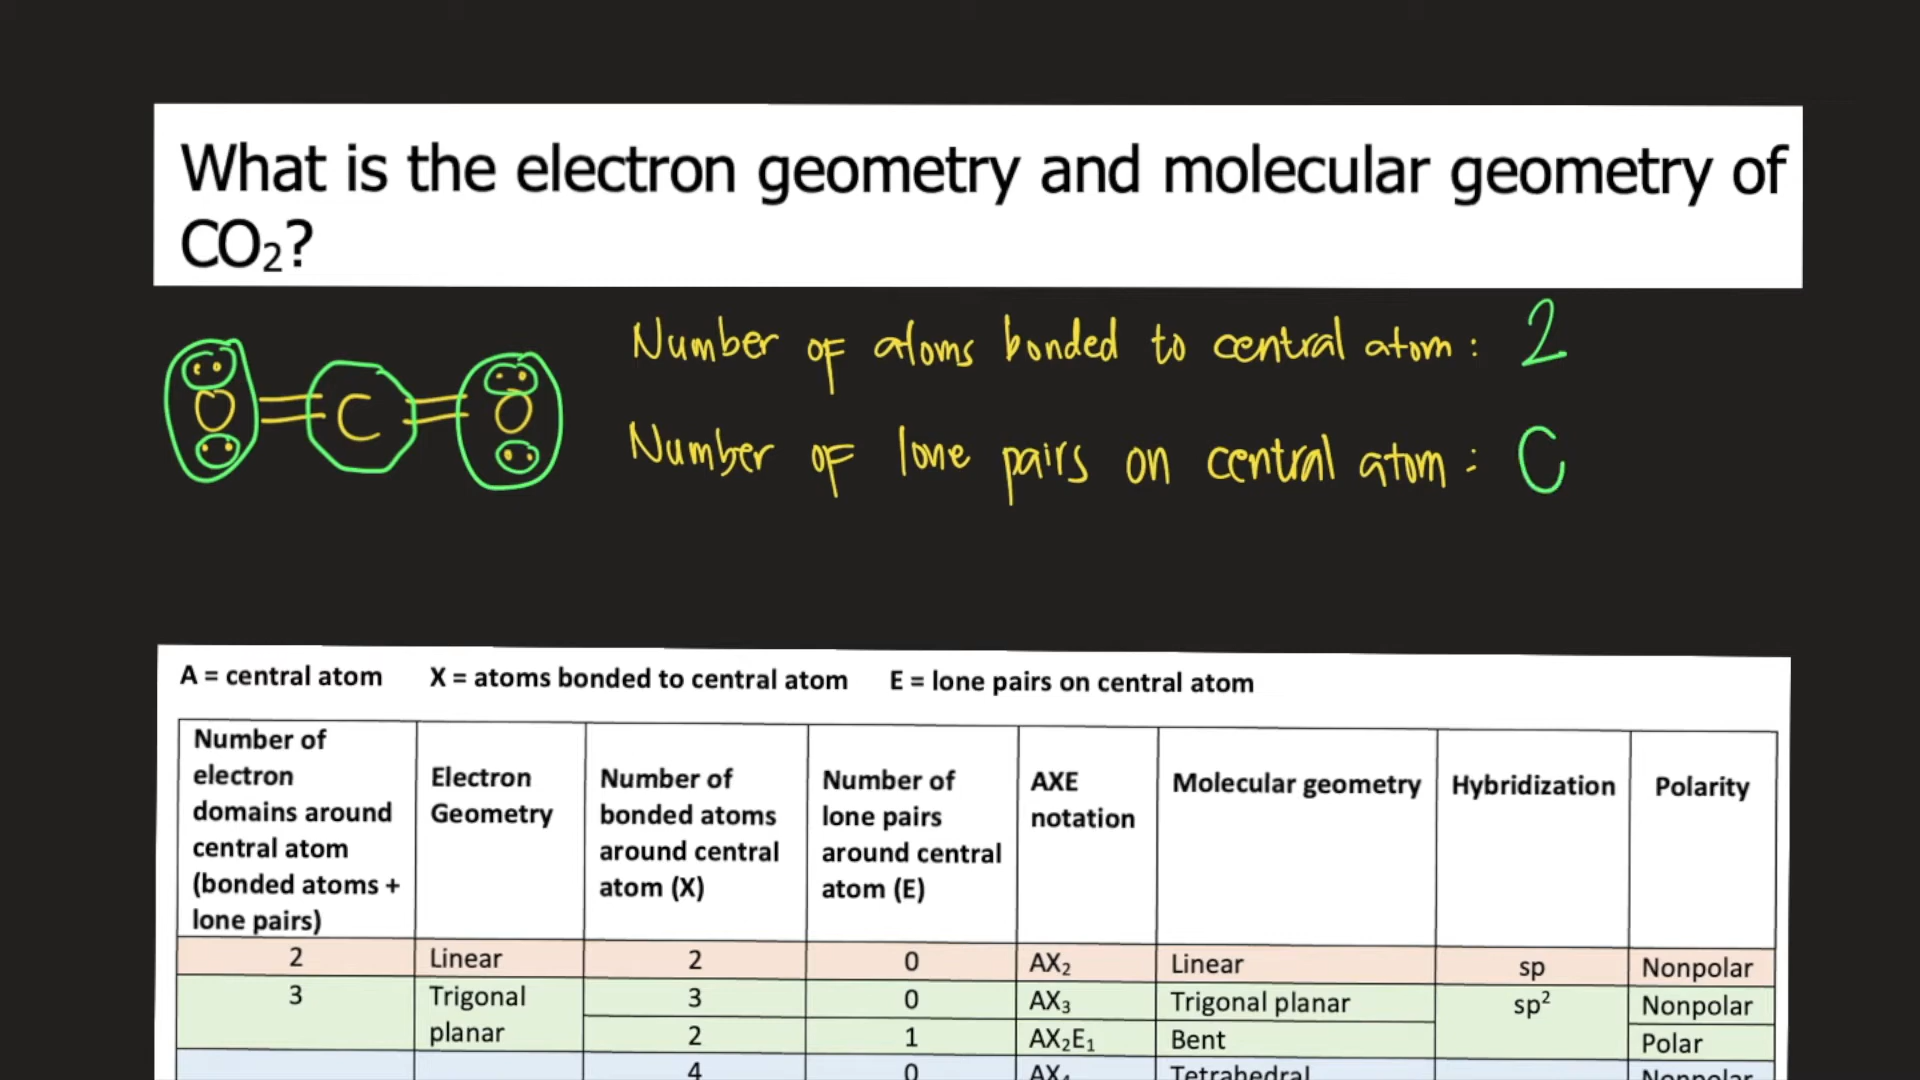 What is the electron geometry and molecular geometry of
CO₂?
O=C=O
Number of atoms bonded to central atom: 2
Number of lone pairs on central atom:
A = central atom X = atoms bonded to central atom E = lone pairs on central atom
Number of
electron
domains around
central atom
(bonded atoms +
lone pairs)
Electron
Geometry
Number of
bonded atoms
around central
atom (X)
Number of
lone pairs
around central
atom (E)
AXE
notation
Molecular geometry
Hybridization
Polarity
2 Linear 2 0 AX₂ Linear sp Nonpolar
3 Trigonal planar 3 0 AX₃ Trigonal planar sp² Nonpolar
2 1 AX₂E₁ Bent Polar
4 0 AX₄ Tetrahedral Nonpolar